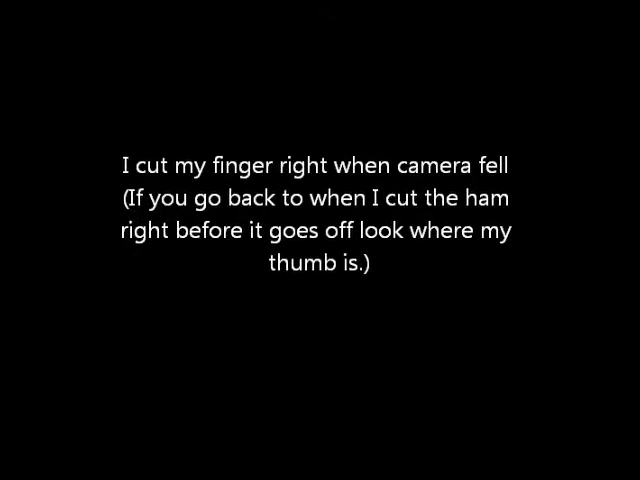 I cut my finger right when camera fell
(If you go back to when I cut the ham
right before it goes off look where my
thumb is.)